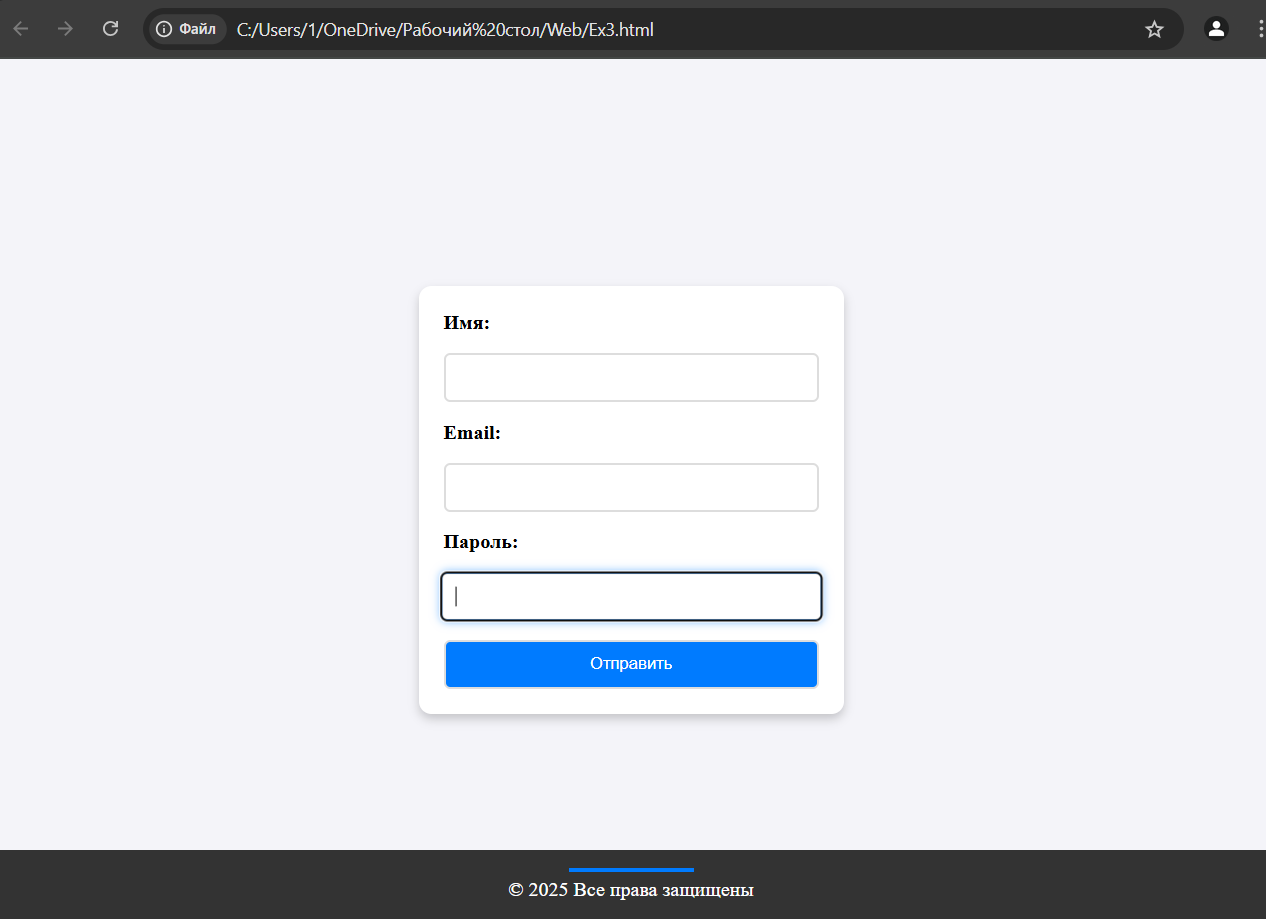 Файл C:/Users/1/OneDrive/Рабочий%20стол/Web/Ex3.html
Имя:
Email:
Пароль:
Отправить
© 2025 Все права защищены